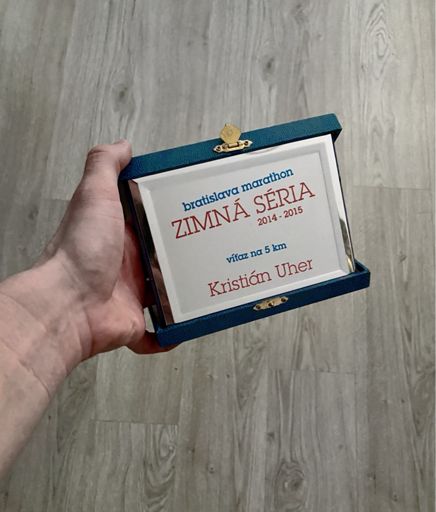 bratislava marathon
ZIMNÁ SÉRIA
2014 - 2015
víťaz na 5 km
Kristián Uher